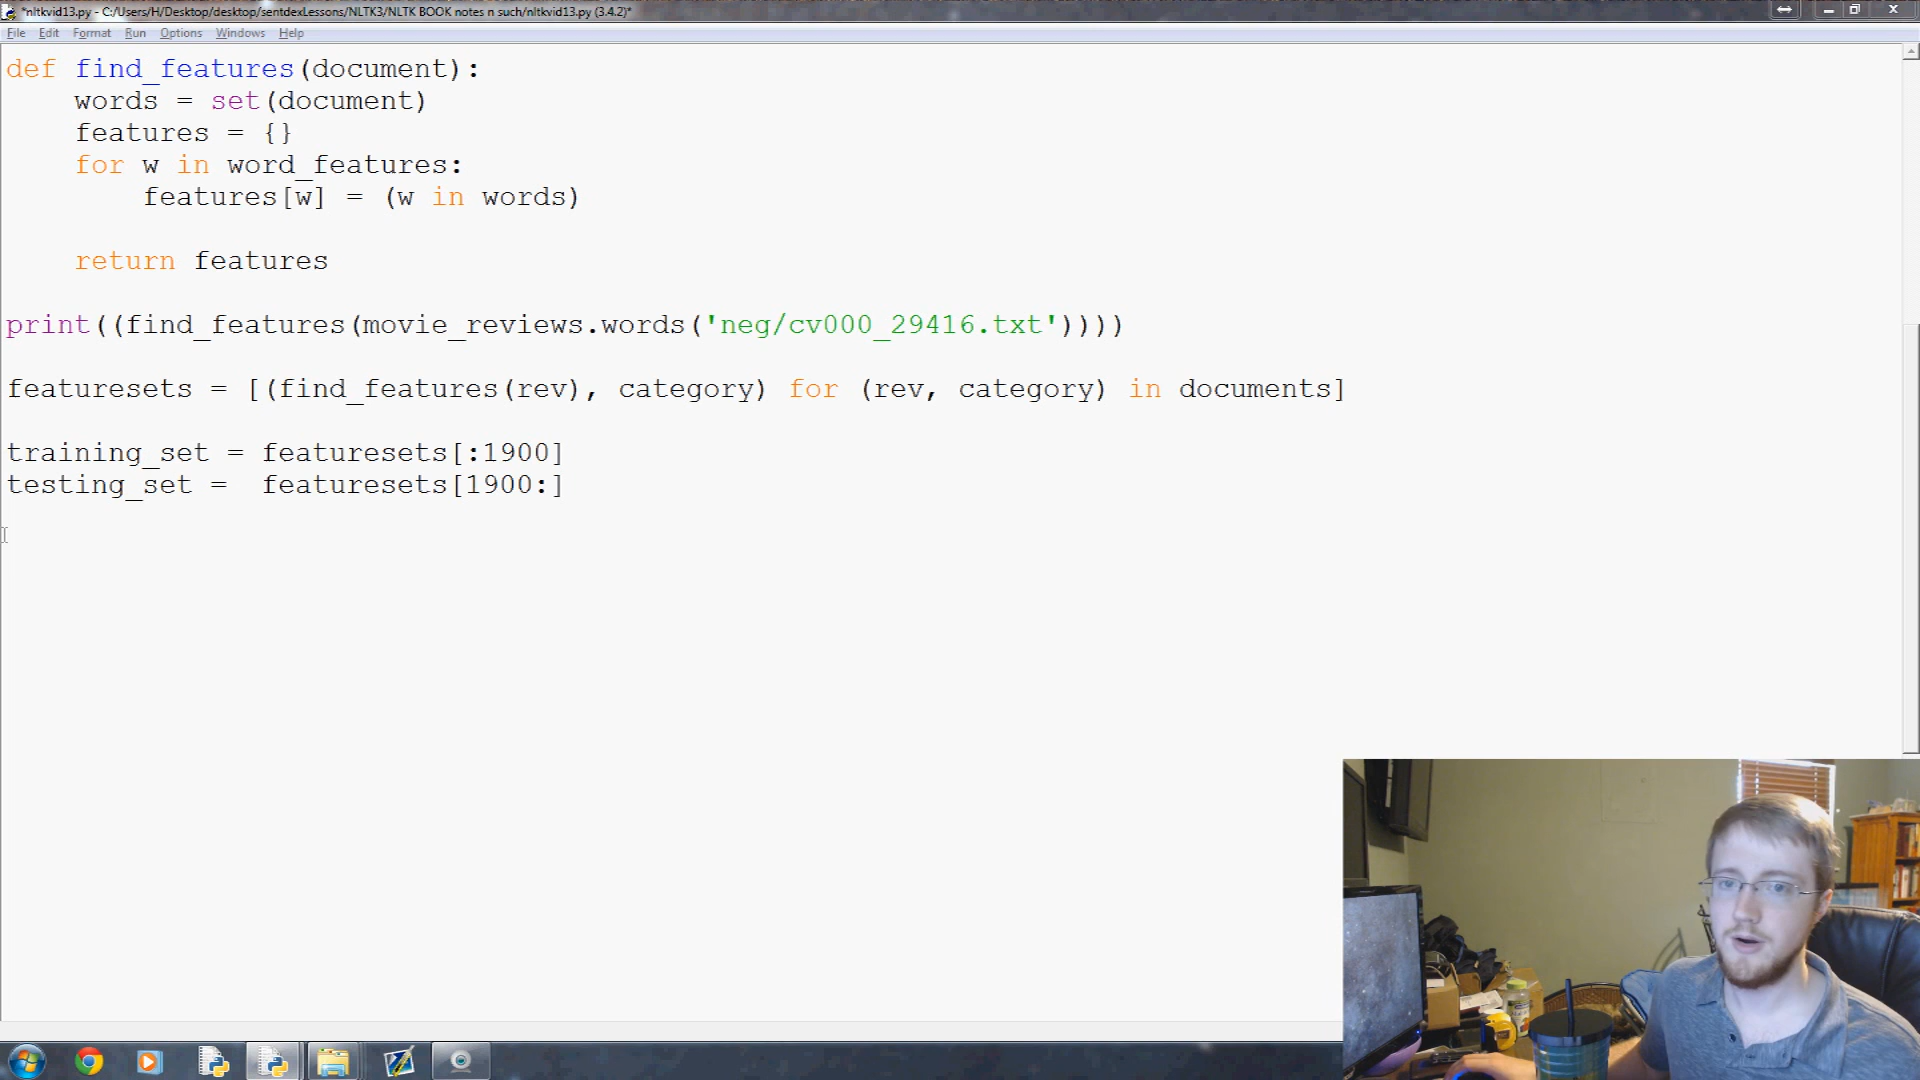 *nltkvid13.py - C:/Users/H/Desktop/desktop/sentdexLessons/NLTK3/NLTK BOOK notes n such/nltkvid13.py (3.4.2)*
File Edit Format Run Options Windows Help
def find_features(document):
    words = set(document)
    features = {}
    for w in word_features:
        features[w] = (w in words)
    return features
print((find_features(movie_reviews.words('neg/cv000_29416.txt'))))
featuresets = [(find_features(rev), category) for (rev, category) in documents]
training_set = featuresets[:1900]
testing_set =  featuresets[1900:]